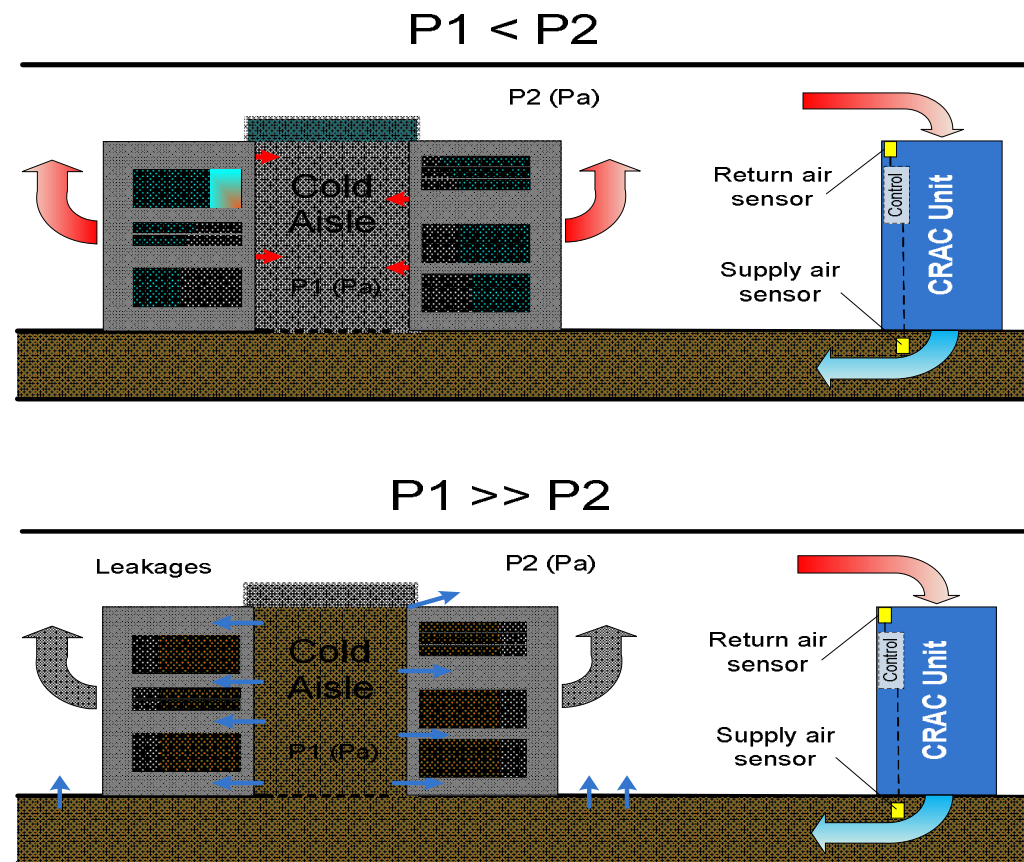 P1 < P2
P2 (Pa)
Return air
sensor
Control
CRAC Unit
Cold
Aisle
Supply air
sensor
P1 (Pa)
P1 >> P2
Leakages
P2 (Pa)
Return air
sensor
Control
CRAC Unit
Cold
Aisle
Supply air
sensor
P1 (Pa)